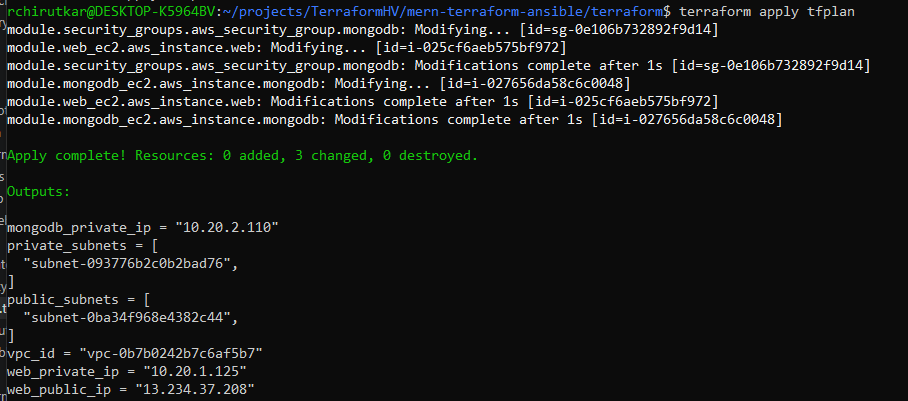 rchirutkar@DESKTOP-K5964BV:~/projects/TerraformHV/mern-terraform-ansible/terraform$ terraform apply tfplan
module.security_groups.aws_security_group.mongodb: Modifying... [id=sg-0e106b732892f9d14]
module.web_ec2.aws_instance.web: Modifying... [id=i-025cf6aeb575bf972]
module.security_groups.aws_security_group.mongodb: Modifications complete after 1s [id=sg-0e106b732892f9d14]
module.mongodb_ec2.aws_instance.mongodb: Modifying... [id=i-027656da58c6c0048]
module.web_ec2.aws_instance.web: Modifications complete after 1s [id=i-025cf6aeb575bf972]
module.mongodb_ec2.aws_instance.mongodb: Modifications complete after 1s [id=i-027656da58c6c0048]
Apply complete! Resources: 0 added, 3 changed, 0 destroyed.
Outputs:
mongodb_private_ip = "10.20.2.110"
private_subnets = [
  "subnet-093776b2c0b2bad76",
]
public_subnets = [
  "subnet-0ba34f968e4382c44",
]
vpc_id = "vpc-0b7b0242b7c6af5b7"
web_private_ip = "10.20.1.125"
web_public_ip = "13.234.37.208"